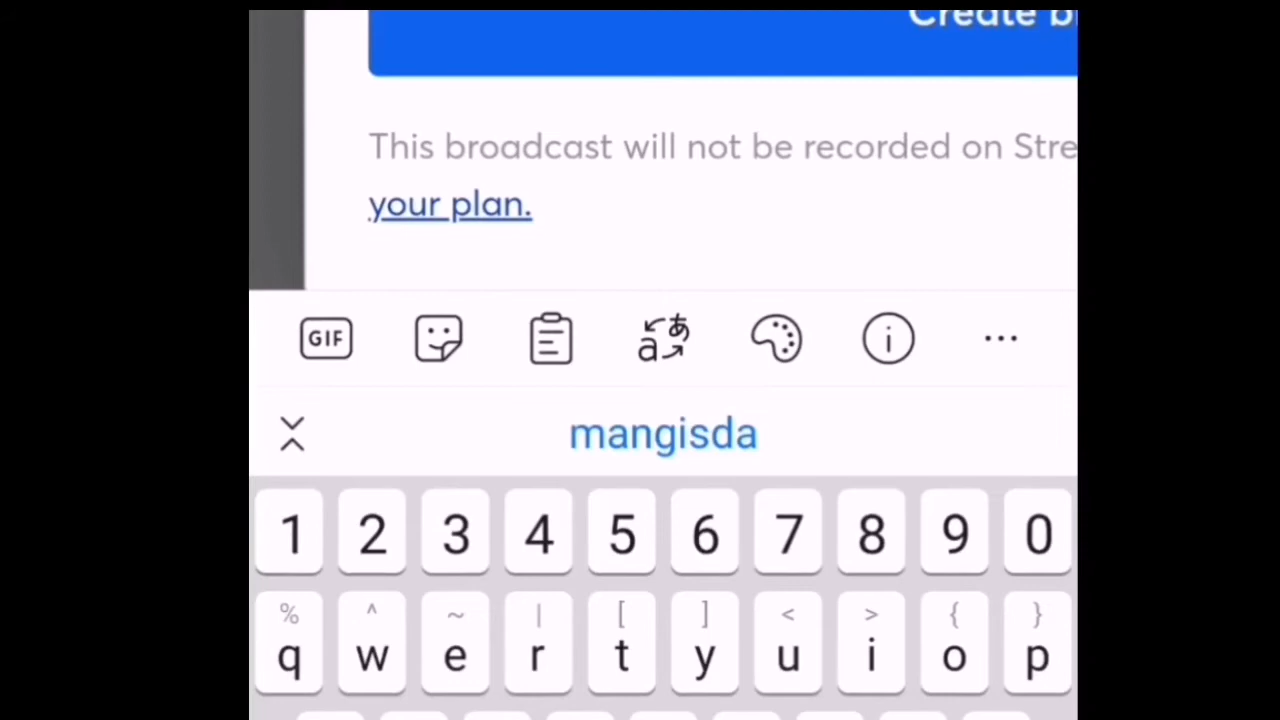 Create b
This broadcast will not be recorded on Stre
your plan.
GIF
a あ
i
mangisda
1 2 3 4 5 6 7 8 9 0
% ^ ~ | [ ] < > { }
q w e r t y u i o p